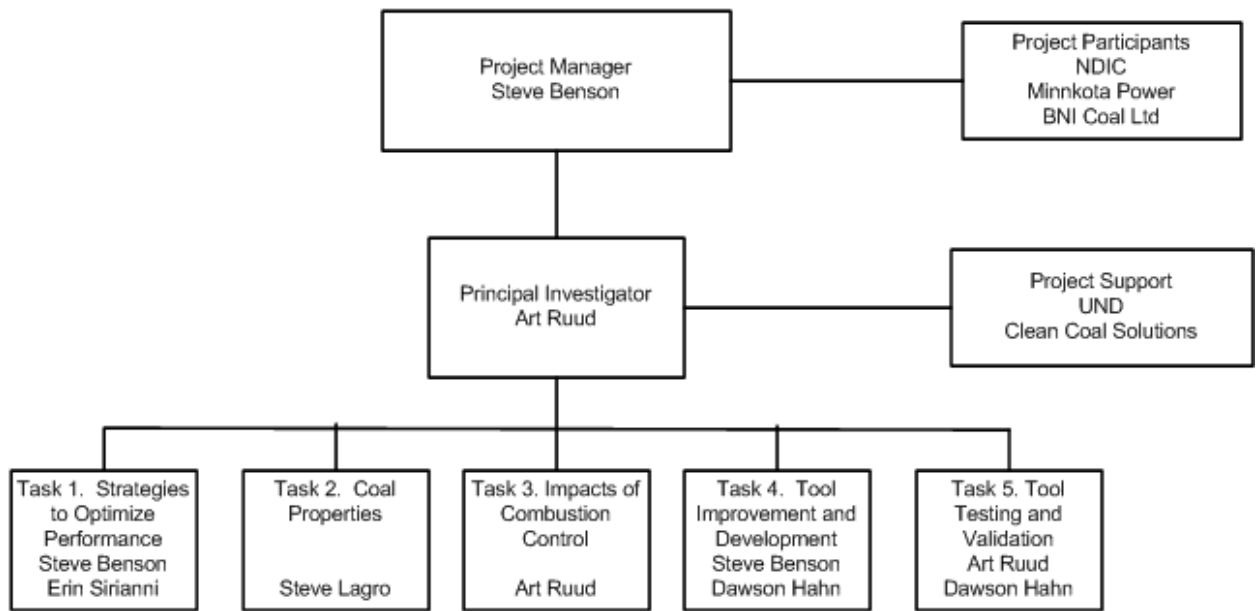 Project Manager
Steve Benson
Project Participants
NDIC
Minnkota Power
BNI Coal Ltd
Principal Investigator
Art Ruud
Project Support
UND
Clean Coal Solutions
Task 1. Strategies
to Optimize
Performance
Steve Benson
Erin Sirianni
Task 2. Coal
Properties
Steve Lagro
Task 3. Impacts of
Combustion
Control
Art Ruud
Task 4. Tool
Improvement and
Development
Steve Benson
Dawson Hahn
Task 5. Tool
Testing and
Validation
Art Ruud
Dawson Hahn